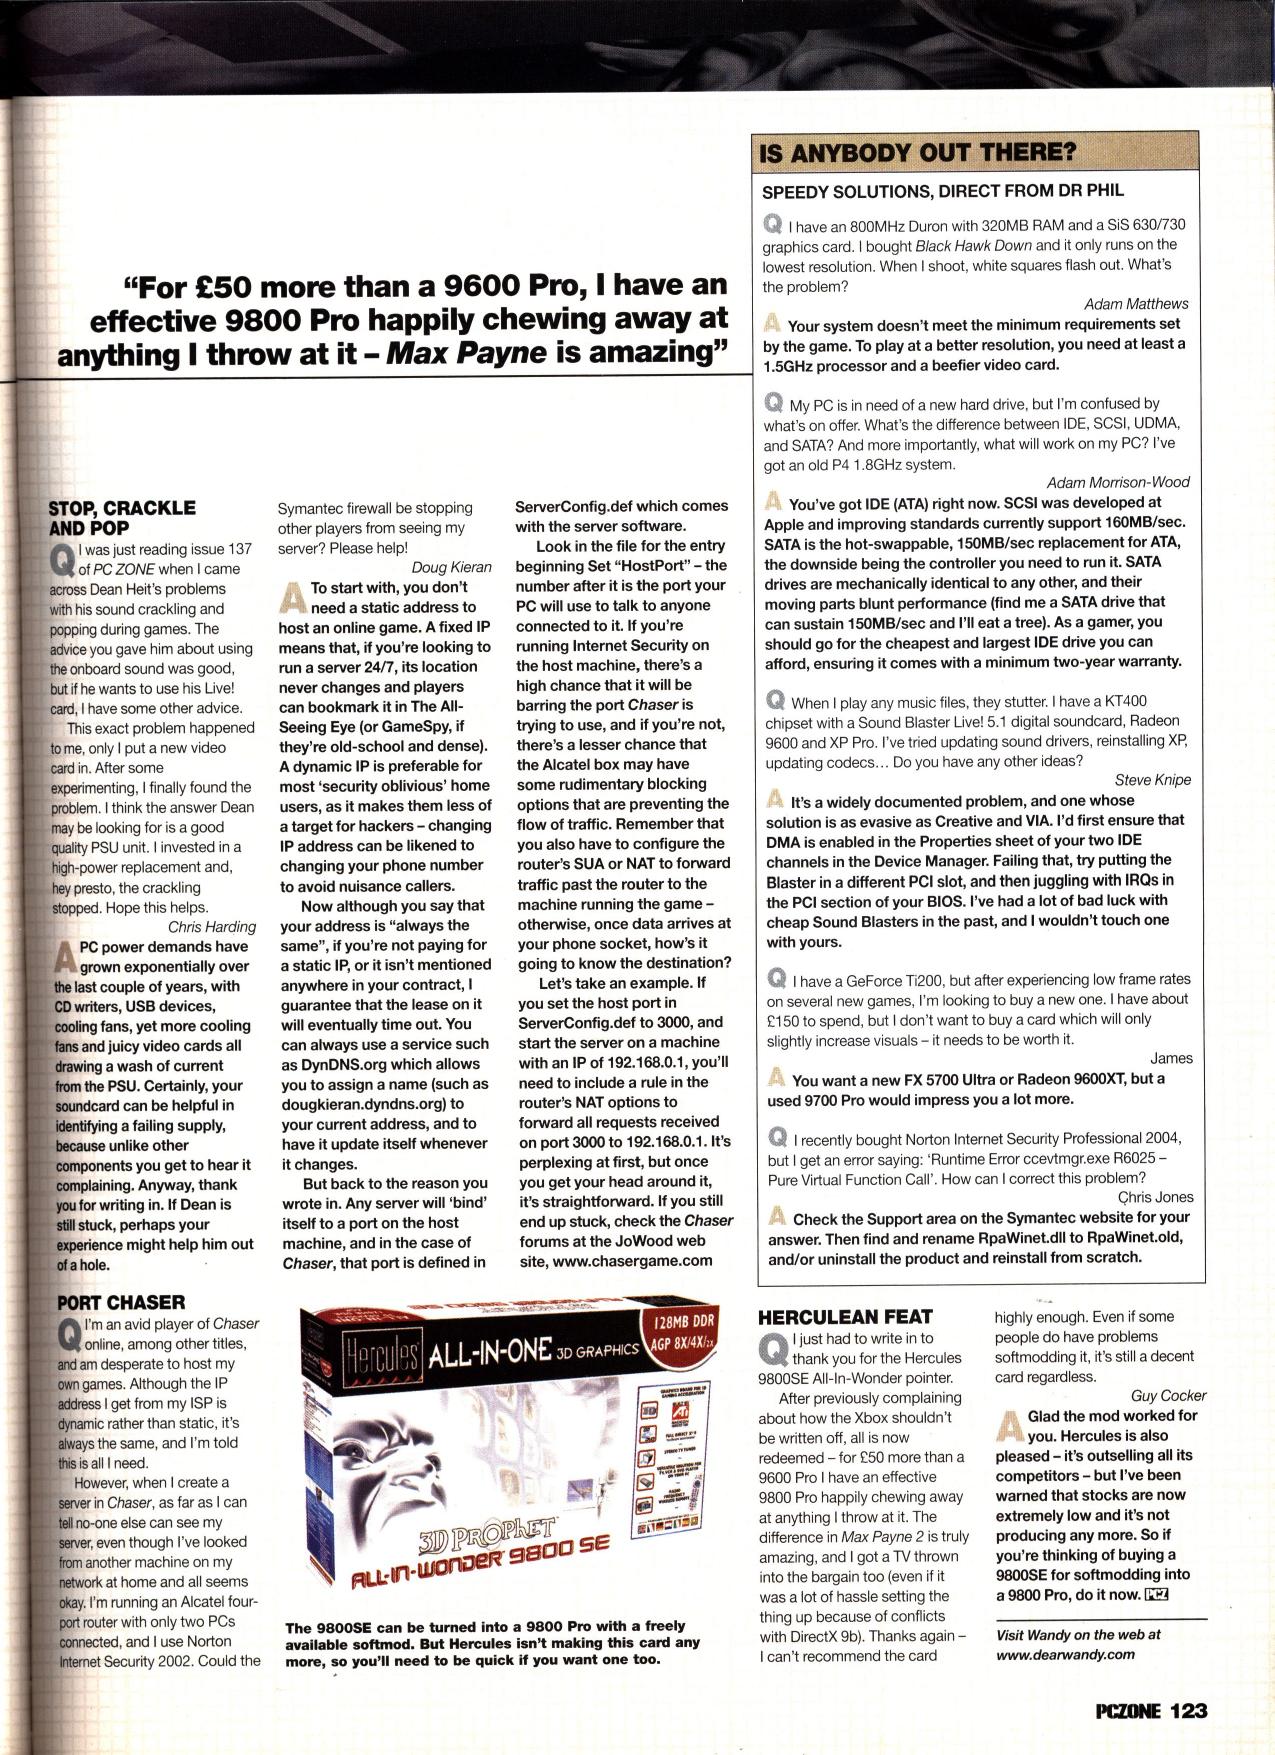 "For £50 more than a 9600 Pro, I have an
effective 9800 Pro happily chewing away at
anything I throw at it – Max Payne is amazing"
STOP, CRACKLE
AND POP
Q I was just reading issue 137
of PC ZONE when I came
across Dean Heit's problems
with his sound crackling and
popping during games. The
advice you gave him about using
the onboard sound was good,
but if he wants to use his Live!
card, I have some other advice.
This exact problem happened
to me, only I put a new video
card in. After some
experimenting, I finally found the
problem. I think the answer Dean
may be looking for is a good
quality PSU unit. I invested in a
high-power replacement and,
hey presto, the crackling
stopped. Hope this helps.
Chris Harding
A PC power demands have
grown exponentially over
the last couple of years, with
CD writers, USB devices,
cooling fans, yet more cooling
fans and juicy video cards all
drawing a wash of current
from the PSU. Certainly, your
soundcard can be helpful in
identifying a failing supply,
because unlike other
components you get to hear it
complaining. Anyway, thank
you for writing in. If Dean is
still stuck, perhaps your
experience might help him out
of a hole.
PORT CHASER
Q I'm an avid player of Chaser
online, among other titles,
and am desperate to host my
own games. Although the IP
address I get from my ISP is
dynamic rather than static, it's
always the same, and I'm told
this is all I need.
However, when I create a
server in Chaser, as far as I can
tell no-one else can see my
server, even though I've looked
from another machine on my
network at home and all seems
okay. I'm running an Alcatel four-
port router with only two PCs
connected, and I use Norton
Internet Security 2002. Could the
Symantec firewall be stopping
other players from seeing my
server? Please help!
Doug Kieran
A To start with, you don't
need a static address to
host an online game. A fixed IP
means that, if you're looking to
run a server 24/7, its location
never changes and players
can bookmark it in The All-
Seeing Eye (or GameSpy, if
they're old-school and dense).
A dynamic IP is preferable for
most 'security oblivious' home
users, as it makes them less of
a target for hackers – changing
IP address can be likened to
changing your phone number
to avoid nuisance callers.
Now although you say that
your address is "always the
same", if you're not paying for
a static IP, or it isn't mentioned
anywhere in your contract, I
guarantee that the lease on it
will eventually time out. You
can always use a service such
as DynDNS.org which allows
you to assign a name (such as
dougkieran.dyndns.org) to
your current address, and to
have it update itself whenever
it changes.
But back to the reason you
wrote in. Any server will 'bind'
itself to a port on the host
machine, and in the case of
Chaser, that port is defined in
ServerConfig.def which comes
with the server software.
Look in the file for the entry
beginning Set "HostPort" – the
number after it is the port your
PC will use to talk to anyone
connected to it. If you're
running Internet Security on
the host machine, there's a
high chance that it will be
barring the port Chaser is
trying to use, and if you're not,
there's a lesser chance that
the Alcatel box may have
some rudimentary blocking
options that are preventing the
flow of traffic. Remember that
you also have to configure the
router's SUA or NAT to forward
traffic past the router to the
machine running the game –
otherwise, once data arrives at
your phone socket, how's it
going to know the destination?
Let's take an example. If
you set the host port in
ServerConfig.def to 3000, and
start the server on a machine
with an IP of 192.168.0.1, you'll
need to include a rule in the
router's NAT options to
forward all requests received
on port 3000 to 192.168.0.1. It's
perplexing at first, but once
you get your head around it,
it's straightforward. If you still
end up stuck, check the Chaser
forums at the JoWood web
site, www.chasergame.com
Hercules ALL-IN-ONE 3D GRAPHICS
128MB DDR
AGP 8X/4X/2X
3D PROPHET
ALL-IN-WONDER 9800 SE
The 9800SE can be turned into a 9800 Pro with a freely
available softmod. But Hercules isn't making this card any
more, so you'll need to be quick if you want one too.
IS ANYBODY OUT THERE?
SPEEDY SOLUTIONS, DIRECT FROM DR PHIL
Q I have an 800MHz Duron with 320MB RAM and a SiS 630/730
graphics card. I bought Black Hawk Down and it only runs on the
lowest resolution. When I shoot, white squares flash out. What's
the problem?
Adam Matthews
A Your system doesn't meet the minimum requirements set
by the game. To play at a better resolution, you need at least a
1.5GHz processor and a beefier video card.
Q My PC is in need of a new hard drive, but I'm confused by
what's on offer. What's the difference between IDE, SCSI, UDMA,
and SATA? And more importantly, what will work on my PC? I've
got an old P4 1.8GHz system.
Adam Morrison-Wood
A You've got IDE (ATA) right now. SCSI was developed at
Apple and improving standards currently support 160MB/sec.
SATA is the hot-swappable, 150MB/sec replacement for ATA,
the downside being the controller you need to run it. SATA
drives are mechanically identical to any other, and their
moving parts blunt performance (find me a SATA drive that
can sustain 150MB/sec and I'll eat a tree). As a gamer, you
should go for the cheapest and largest IDE drive you can
afford, ensuring it comes with a minimum two-year warranty.
Q When I play any music files, they stutter. I have a KT400
chipset with a Sound Blaster Live! 5.1 digital soundcard, Radeon
9600 and XP Pro. I've tried updating sound drivers, reinstalling XP,
updating codecs... Do you have any other ideas?
Steve Knipe
A It's a widely documented problem, and one whose
solution is as evasive as Creative and VIA. I'd first ensure that
DMA is enabled in the Properties sheet of your two IDE
channels in the Device Manager. Failing that, try putting the
Blaster in a different PCI slot, and then juggling with IRQs in
the PCI section of your BIOS. I've had a lot of bad luck with
cheap Sound Blasters in the past, and I wouldn't touch one
with yours.
Q I have a GeForce Ti200, but after experiencing low frame rates
on several new games, I'm looking to buy a new one. I have about
£150 to spend, but I don't want to buy a card which will only
slightly increase visuals – it needs to be worth it.
James
A You want a new FX 5700 Ultra or Radeon 9600XT, but a
used 9700 Pro would impress you a lot more.
Q I recently bought Norton Internet Security Professional 2004,
but I get an error saying: 'Runtime Error ccevtmgr.exe R6025 –
Pure Virtual Function Call'. How can I correct this problem?
Chris Jones
A Check the Support area on the Symantec website for your
answer. Then find and rename RpaWinet.dll to RpaWinet.old,
and/or uninstall the product and reinstall from scratch.
HERCULEAN FEAT
Q I just had to write in to
thank you for the Hercules
9800SE All-In-Wonder pointer.
After previously complaining
about how the Xbox shouldn't
be written off, all is now
redeemed – for £50 more than a
9600 Pro I have an effective
9800 Pro happily chewing away
at anything I throw at it. The
difference in Max Payne 2 is truly
amazing, and I got a TV thrown
into the bargain too (even if it
was a lot of hassle setting the
thing up because of conflicts
with DirectX 9b). Thanks again –
I can't recommend the card
highly enough. Even if some
people do have problems
softmodding it, it's still a decent
card regardless.
Guy Cocker
A Glad the mod worked for
you. Hercules is also
pleased – it's outselling all its
competitors – but I've been
warned that stocks are now
extremely low and it's not
producing any more. So if
you're thinking of buying a
9800SE for softmodding into
a 9800 Pro, do it now. PCZ
Visit Wandy on the web at
www.dearwandy.com
PCZONE 123